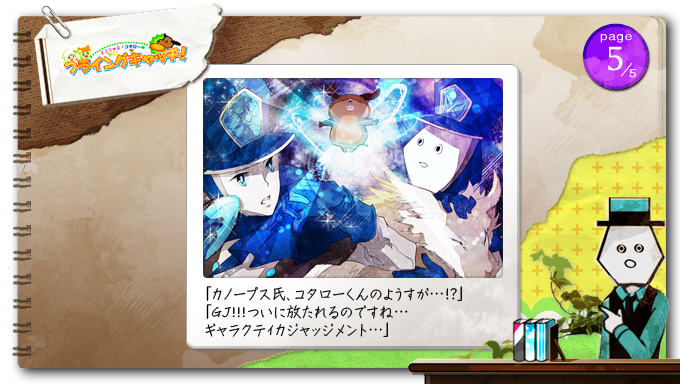 フライングキャッチ!
page
5/5
「カノープス氏、コタローくんのようすが…!?」
「GJ!!!ついに放たれるのですね…
ギャラクティカジャッジメント…」